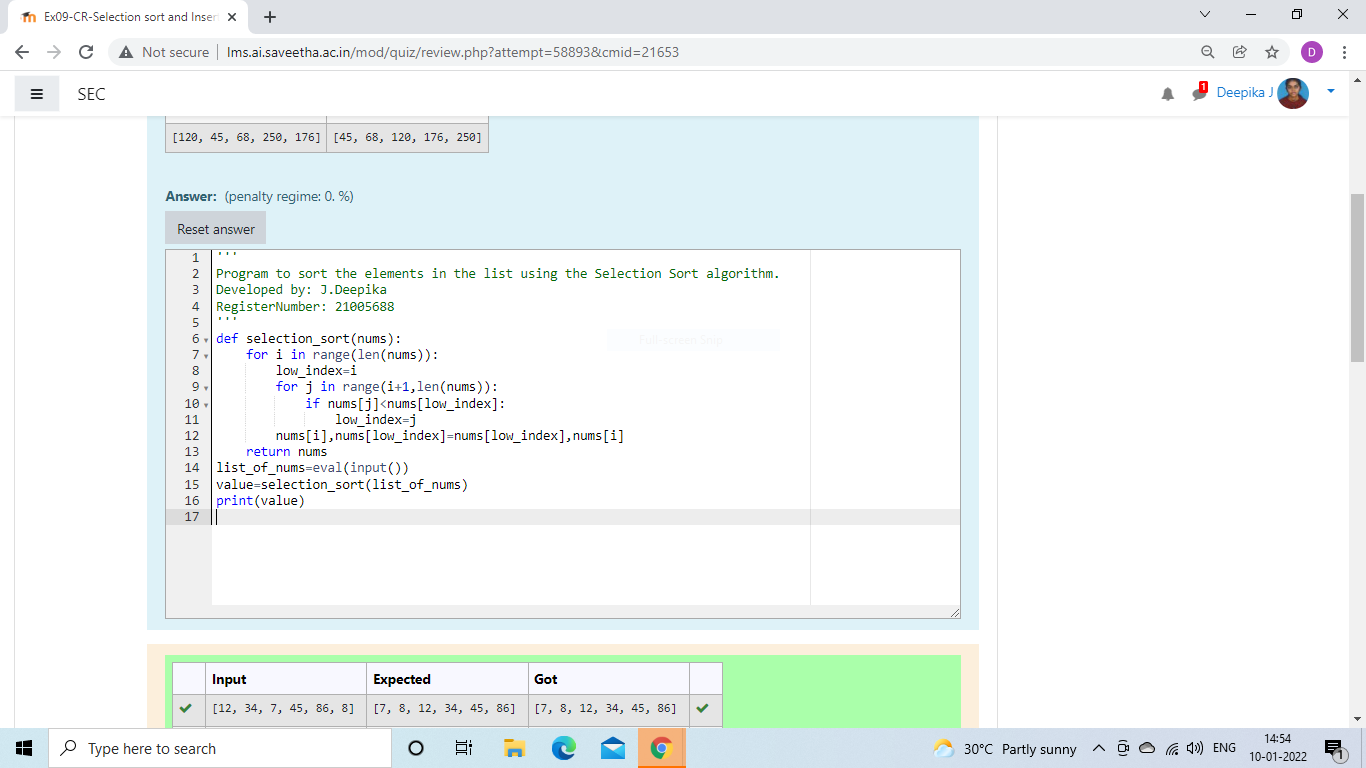 Ex09-CR-Selection sort and Inser
Not secure
lms.ai.saveetha.ac.in/mod/quiz/review.php?attempt=58893&cmid=21653
D
SEC
1
Deepika J
[120, 45, 68, 250, 176] [45, 68, 120, 176, 250]
Answer: (penalty regime: 0. %)
Reset answer
1 '''
2 Program to sort the elements in the list using the Selection Sort algorithm.
3 Developed by: J.Deepika
4 RegisterNumber: 21005688
5 '''
6 def selection_sort(nums):
Full-screen Snip
7     for i in range(len(nums)):
8         low_index=i
9         for j in range(i+1,len(nums)):
10             if nums[j]<nums[low_index]:
11                 low_index=j
12         nums[i],nums[low_index]=nums[low_index],nums[i]
13     return nums
14 list_of_nums=eval(input())
15 value=selection_sort(list_of_nums)
16 print(value)
17
Input Expected Got
[12, 34, 7, 45, 86, 8] [7, 8, 12, 34, 45, 86] [7, 8, 12, 34, 45, 86]
Type here to search
30°C Partly sunny
ENG
14:54
10-01-2022
1